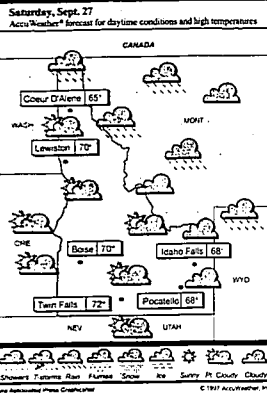 Saturday, Sept. 27
AccuWeather® forecast for daytime conditions and high temperatures
CANADA
Coeur D'Alene 65°
WASH
MONT
Lewiston 70°
ORE
Boise 70°
Idaho Falls 68°
WYO
Twin Falls 72°
Pocatello 68°
NEV
UTAH
Showers T-storms Rain Flurries Snow Ice Sunny Pt. Cloudy Cloudy
Associated Press Graphicsnet
© 1997 AccuWeather,